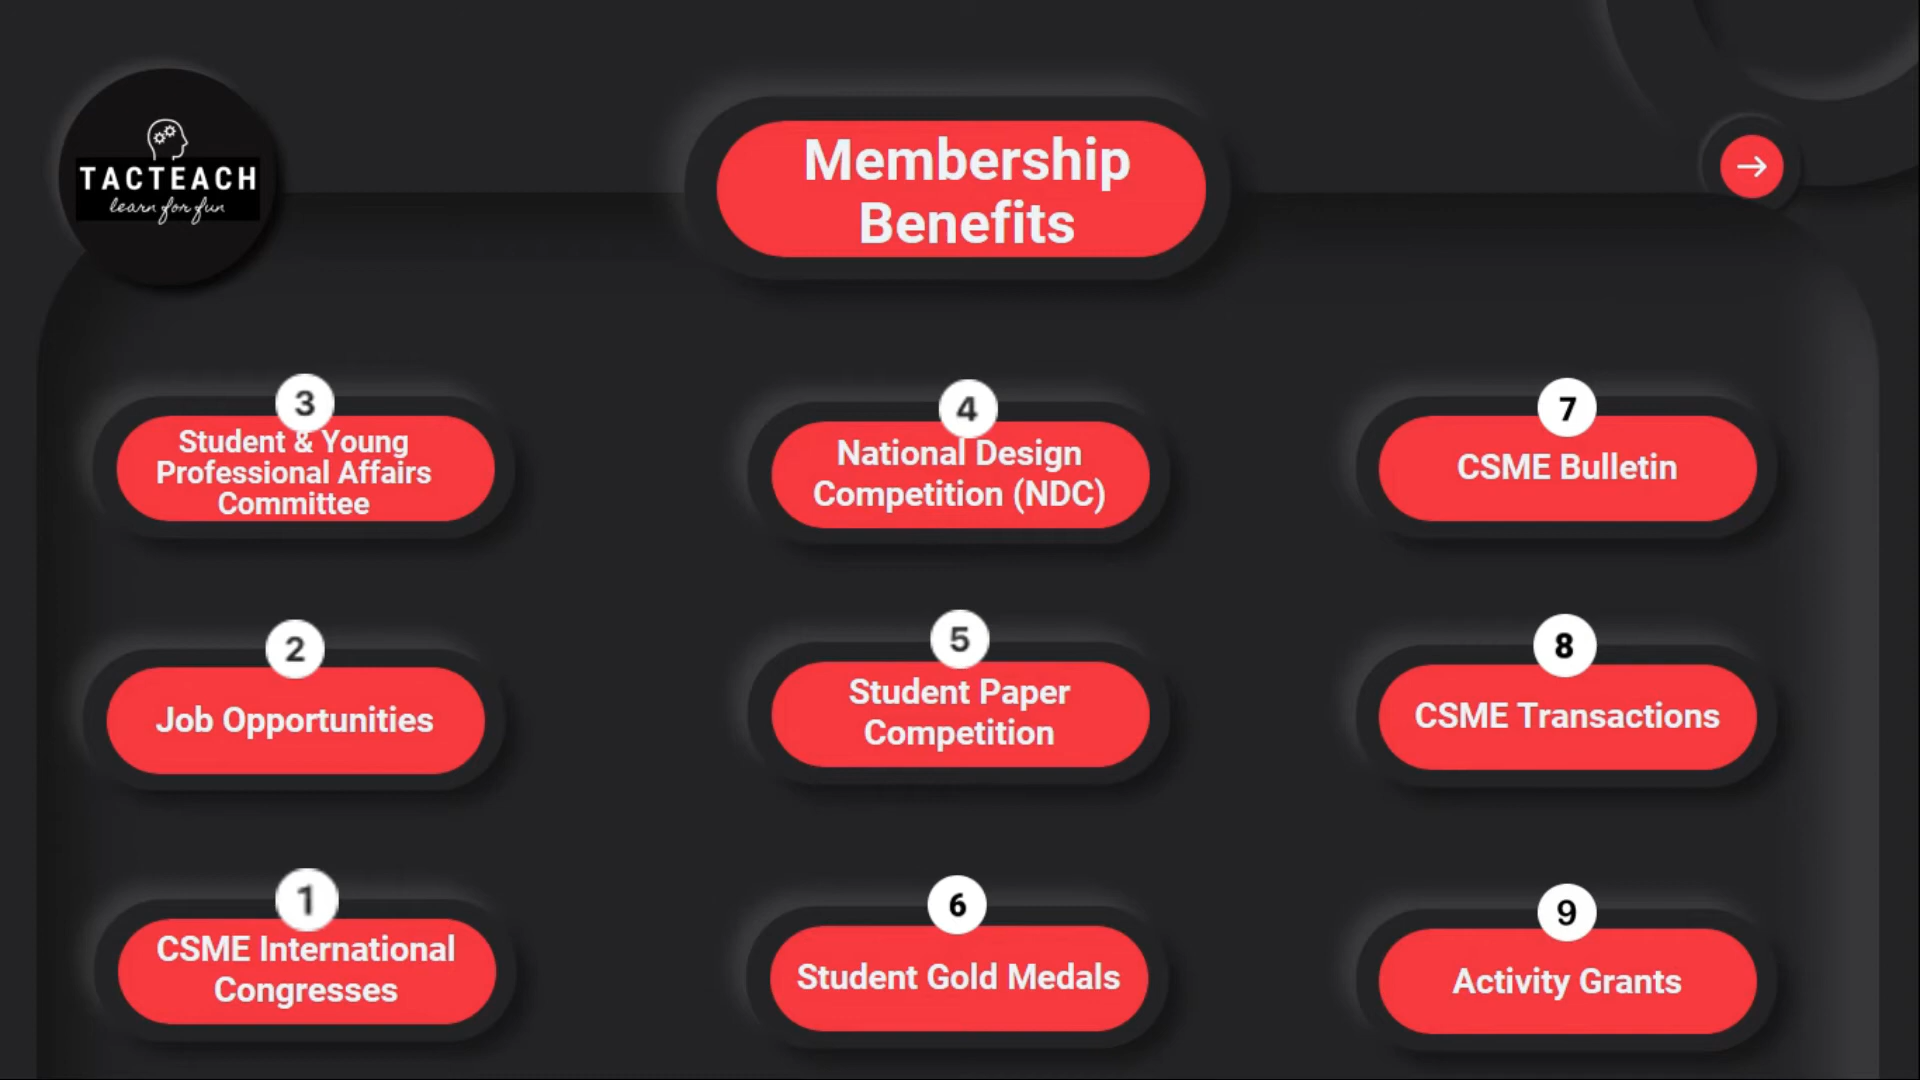 TACTEACH
learn for fun
Membership
Benefits
3
Student & Young
Professional Affairs
Committee
4
National Design
Competition (NDC)
7
CSME Bulletin
2
Job Opportunities
5
Student Paper
Competition
8
CSME Transactions
1
CSME International
Congresses
6
Student Gold Medals
9
Activity Grants